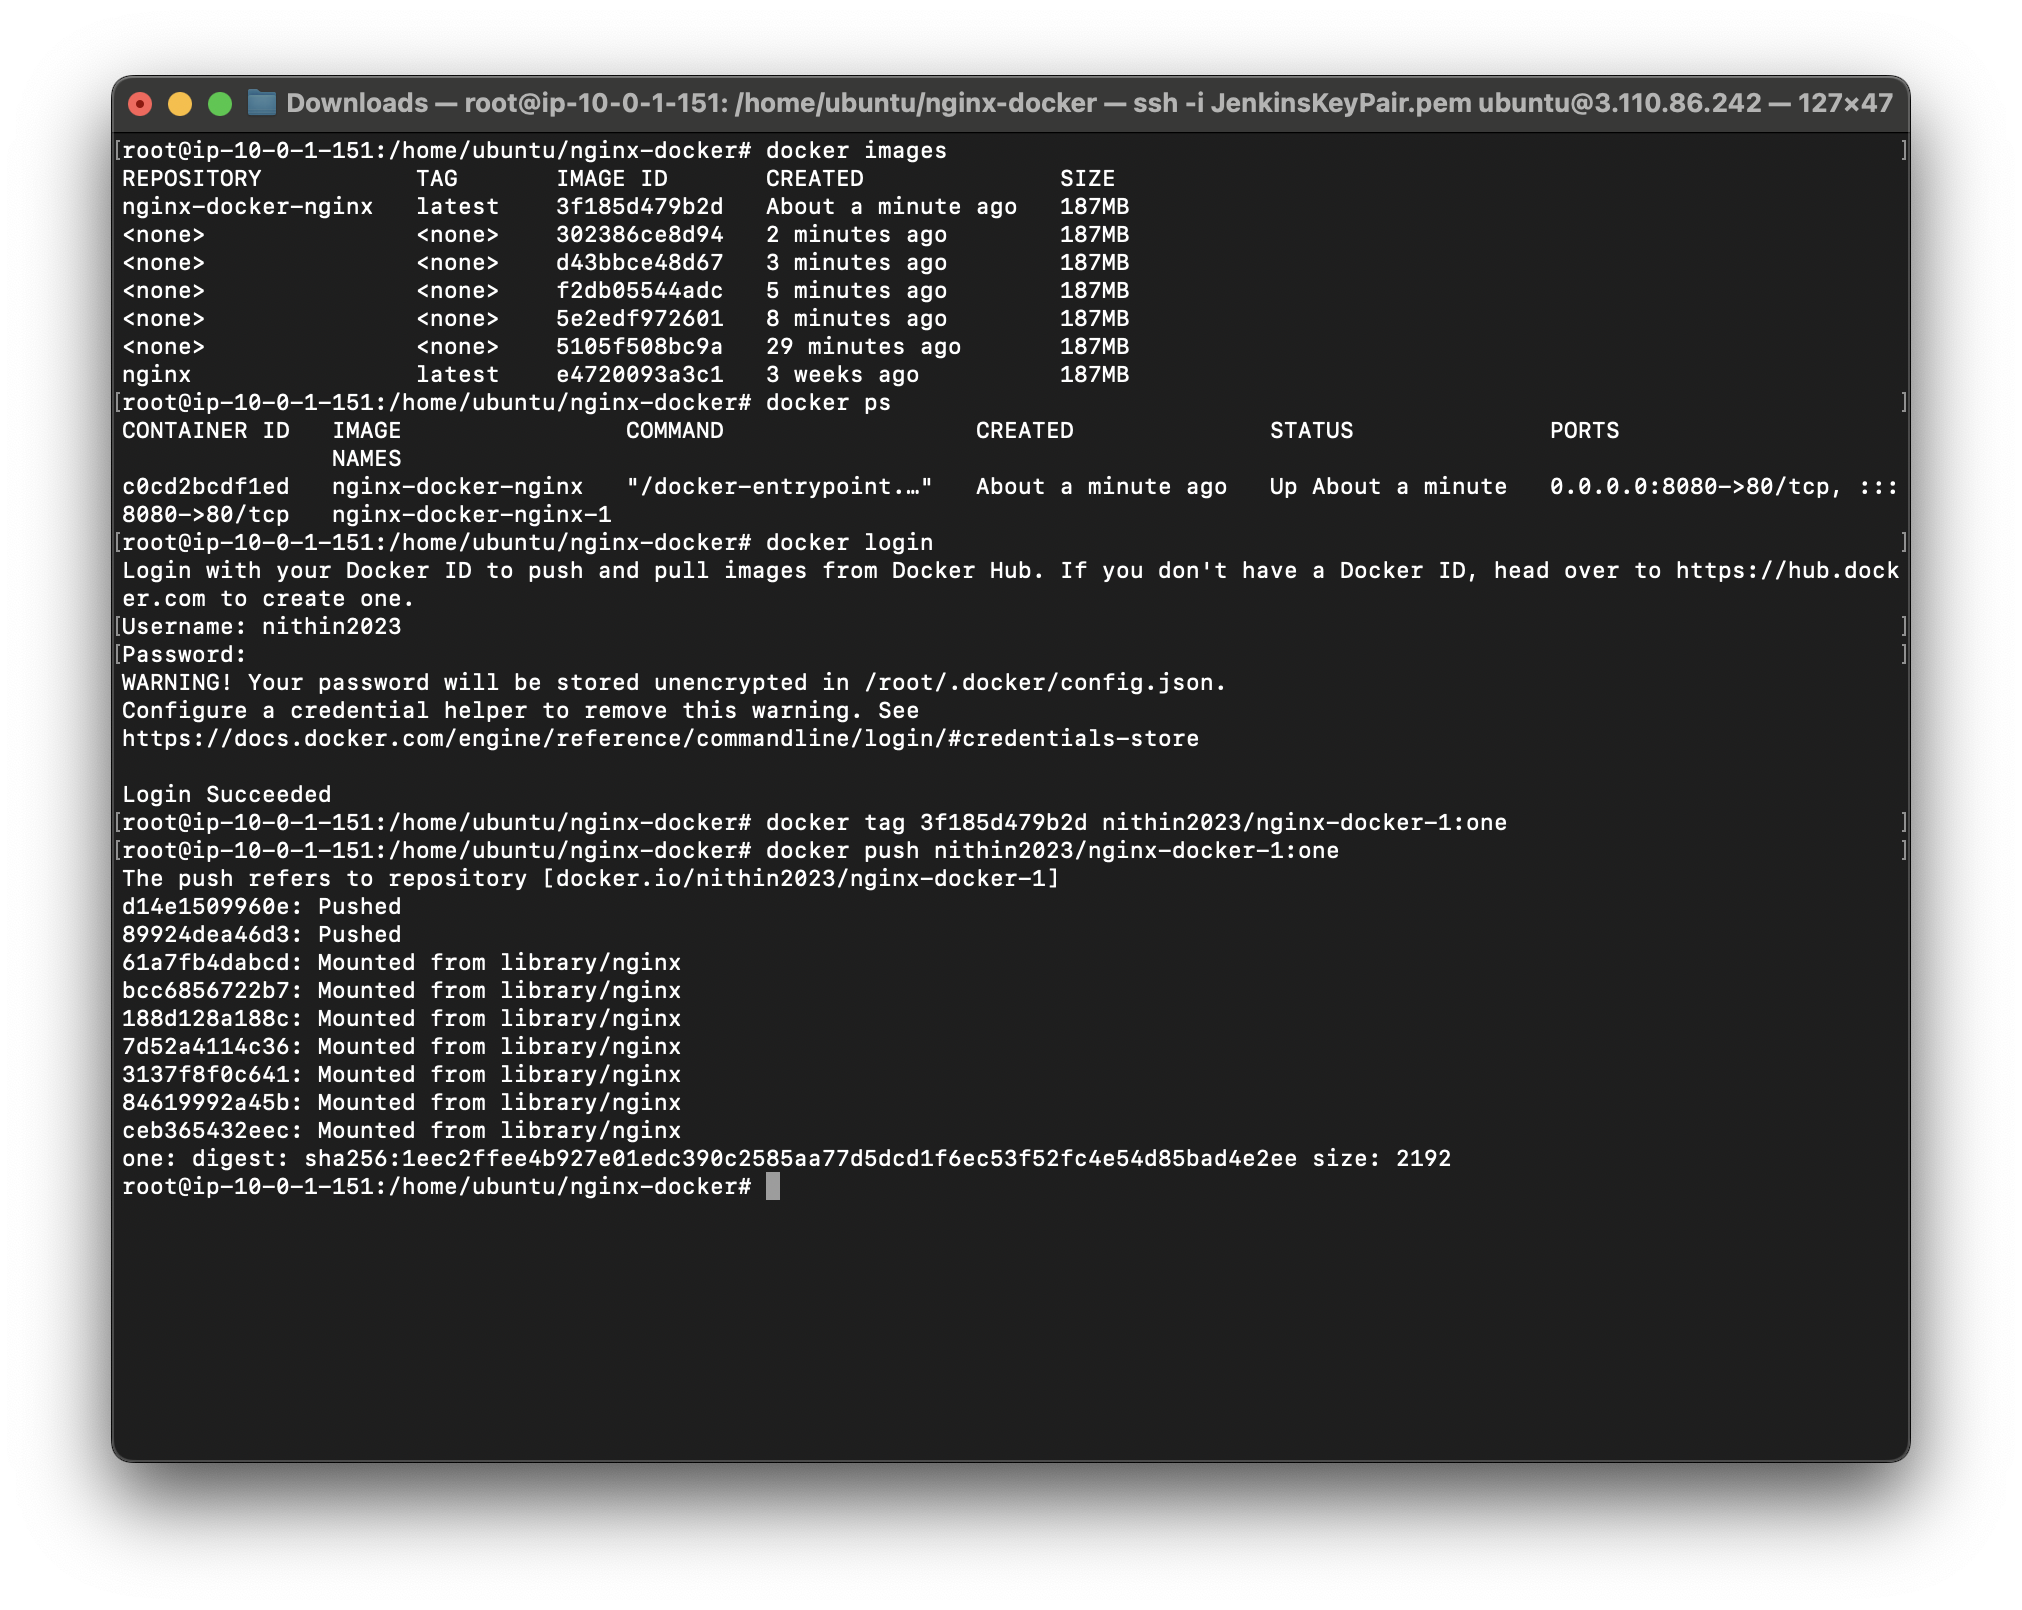 Downloads — root@ip-10-0-1-151: /home/ubuntu/nginx-docker — ssh -i JenkinsKeyPair.pem ubuntu@3.110.86.242 — 127×47
[root@ip-10-0-1-151:/home/ubuntu/nginx-docker# docker images ]
REPOSITORY           TAG       IMAGE ID       CREATED              SIZE
nginx-docker-nginx   latest    3f185d479b2d   About a minute ago   187MB
<none>               <none>    302386ce8d94   2 minutes ago        187MB
<none>               <none>    d43bbce48d67   3 minutes ago        187MB
<none>               <none>    f2db05544adc   5 minutes ago        187MB
<none>               <none>    5e2edf972601   8 minutes ago        187MB
<none>               <none>    5105f508bc9a   29 minutes ago       187MB
nginx                latest    e4720093a3c1   3 weeks ago          187MB
[root@ip-10-0-1-151:/home/ubuntu/nginx-docker# docker ps ]
CONTAINER ID   IMAGE                COMMAND                  CREATED              STATUS              PORTS
               NAMES
c0cd2bcdf1ed   nginx-docker-nginx   "/docker-entrypoint.…"   About a minute ago   Up About a minute   0.0.0.0:8080->80/tcp, :::
8080->80/tcp   nginx-docker-nginx-1
[root@ip-10-0-1-151:/home/ubuntu/nginx-docker# docker login ]
Login with your Docker ID to push and pull images from Docker Hub. If you don't have a Docker ID, head over to https://hub.dock
er.com to create one.
[Username: nithin2023 ]
[Password: ]
WARNING! Your password will be stored unencrypted in /root/.docker/config.json.
Configure a credential helper to remove this warning. See
https://docs.docker.com/engine/reference/commandline/login/#credentials-store
Login Succeeded
[root@ip-10-0-1-151:/home/ubuntu/nginx-docker# docker tag 3f185d479b2d nithin2023/nginx-docker-1:one ]
[root@ip-10-0-1-151:/home/ubuntu/nginx-docker# docker push nithin2023/nginx-docker-1:one ]
The push refers to repository [docker.io/nithin2023/nginx-docker-1]
d14e1509960e: Pushed
89924dea46d3: Pushed
61a7fb4dabcd: Mounted from library/nginx
bcc6856722b7: Mounted from library/nginx
188d128a188c: Mounted from library/nginx
7d52a4114c36: Mounted from library/nginx
3137f8f0c641: Mounted from library/nginx
84619992a45b: Mounted from library/nginx
ceb365432eec: Mounted from library/nginx
one: digest: sha256:1eec2ffee4b927e01edc390c2585aa77d5dcd1f6ec53f52fc4e54d85bad4e2ee size: 2192
root@ip-10-0-1-151:/home/ubuntu/nginx-docker#